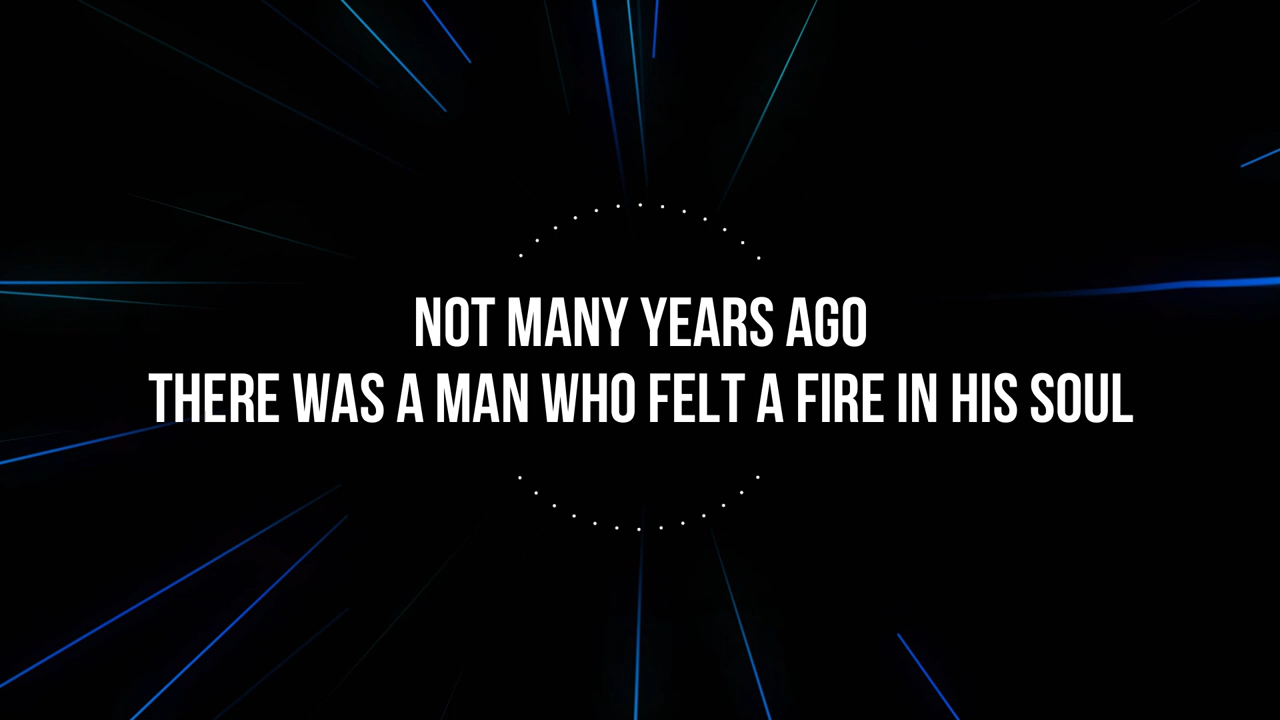 NOT MANY YEARS AGO
THERE WAS A MAN WHO FELT A FIRE IN HIS SOUL